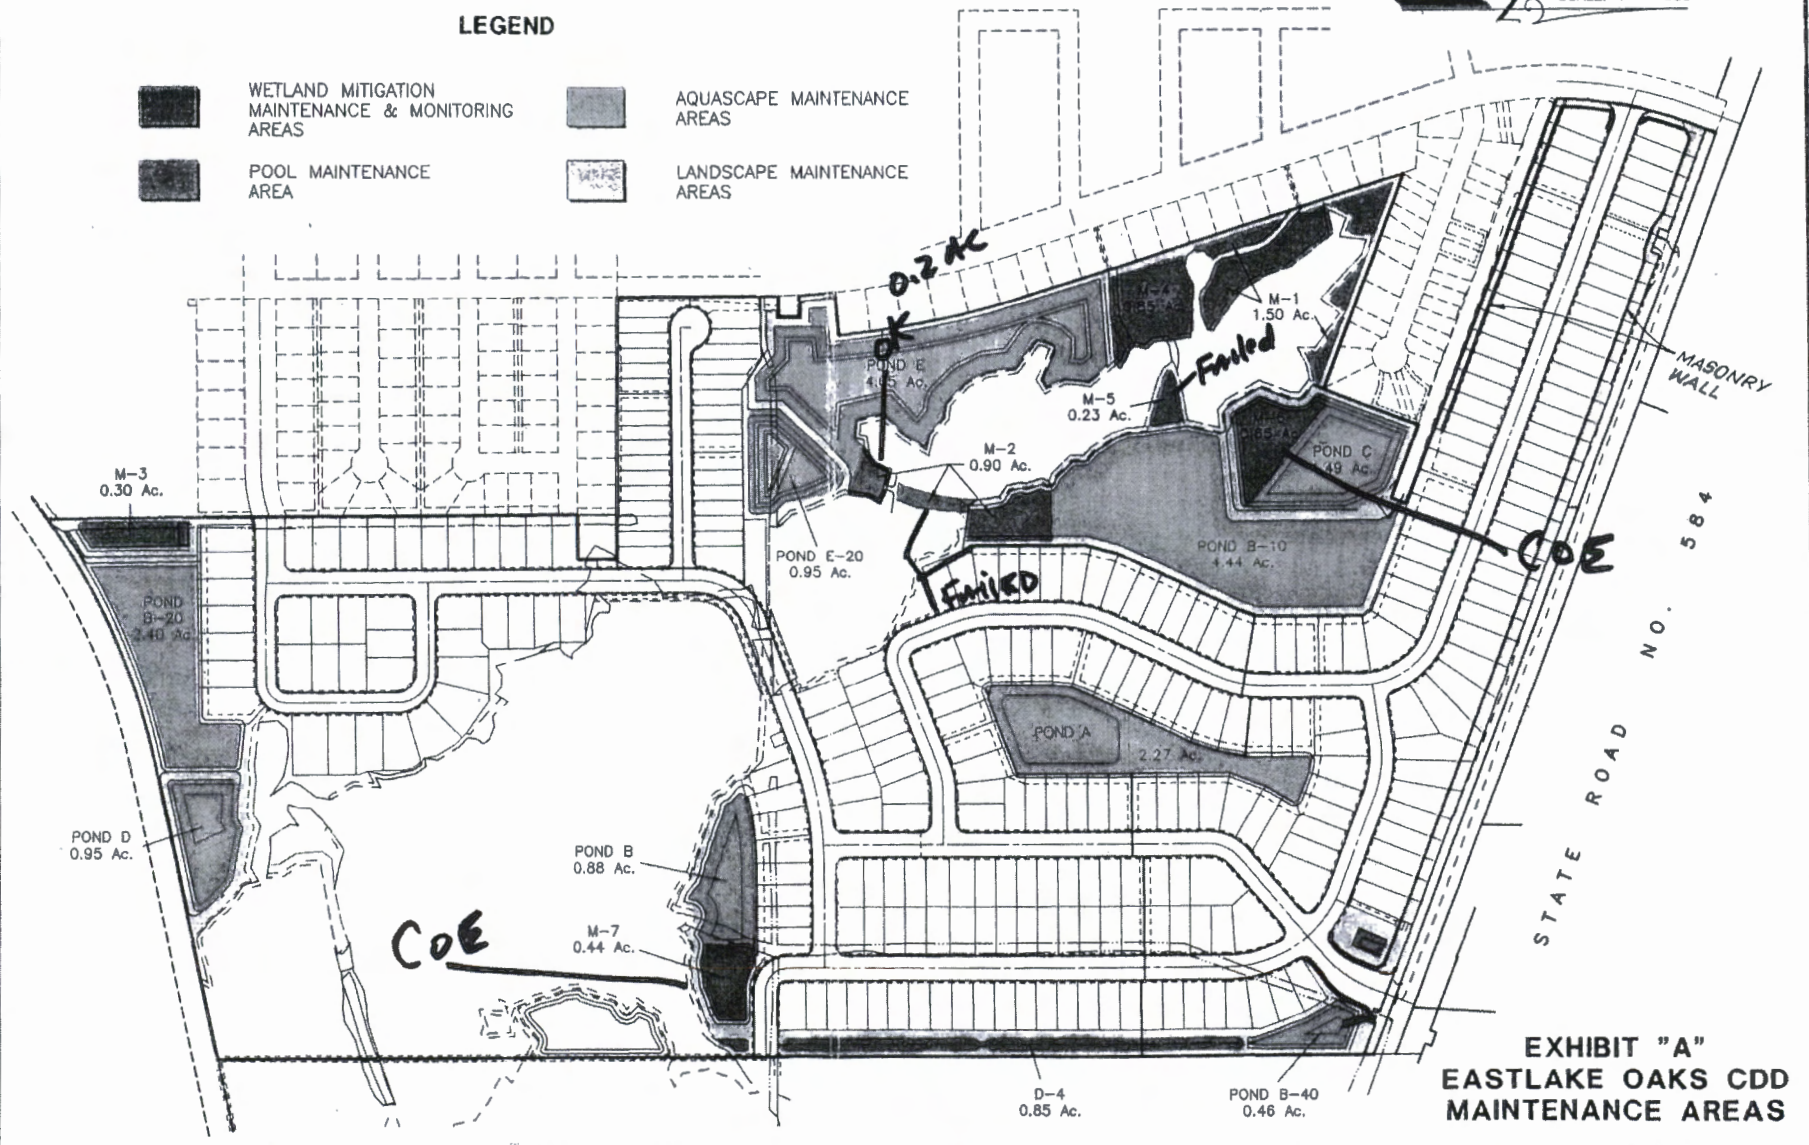 LEGEND
WETLAND MITIGATION
MAINTENANCE & MONITORING
AREAS
POOL MAINTENANCE
AREA
AQUASCAPE MAINTENANCE
AREAS
LANDSCAPE MAINTENANCE
AREAS
0.2 AC
OK
POND E
M-4
M-1
1.50 Ac.
Failed
M-5
0.23 Ac.
MASONRY
WALL
M-2
0.90 Ac.
POND C
M-3
0.30 Ac.
POND E-20
0.95 Ac.
POND B-10
4.44 Ac.
COE
FAILED
POND
B-20
2.40 Ac.
POND A
2.27 Ac.
STATE ROAD NO. 584
POND D
0.95 Ac.
POND B
0.88 Ac.
COE
M-7
0.44 Ac.
D-4
0.85 Ac.
POND B-40
0.46 Ac.
EXHIBIT "A"
EASTLAKE OAKS CDD
MAINTENANCE AREAS